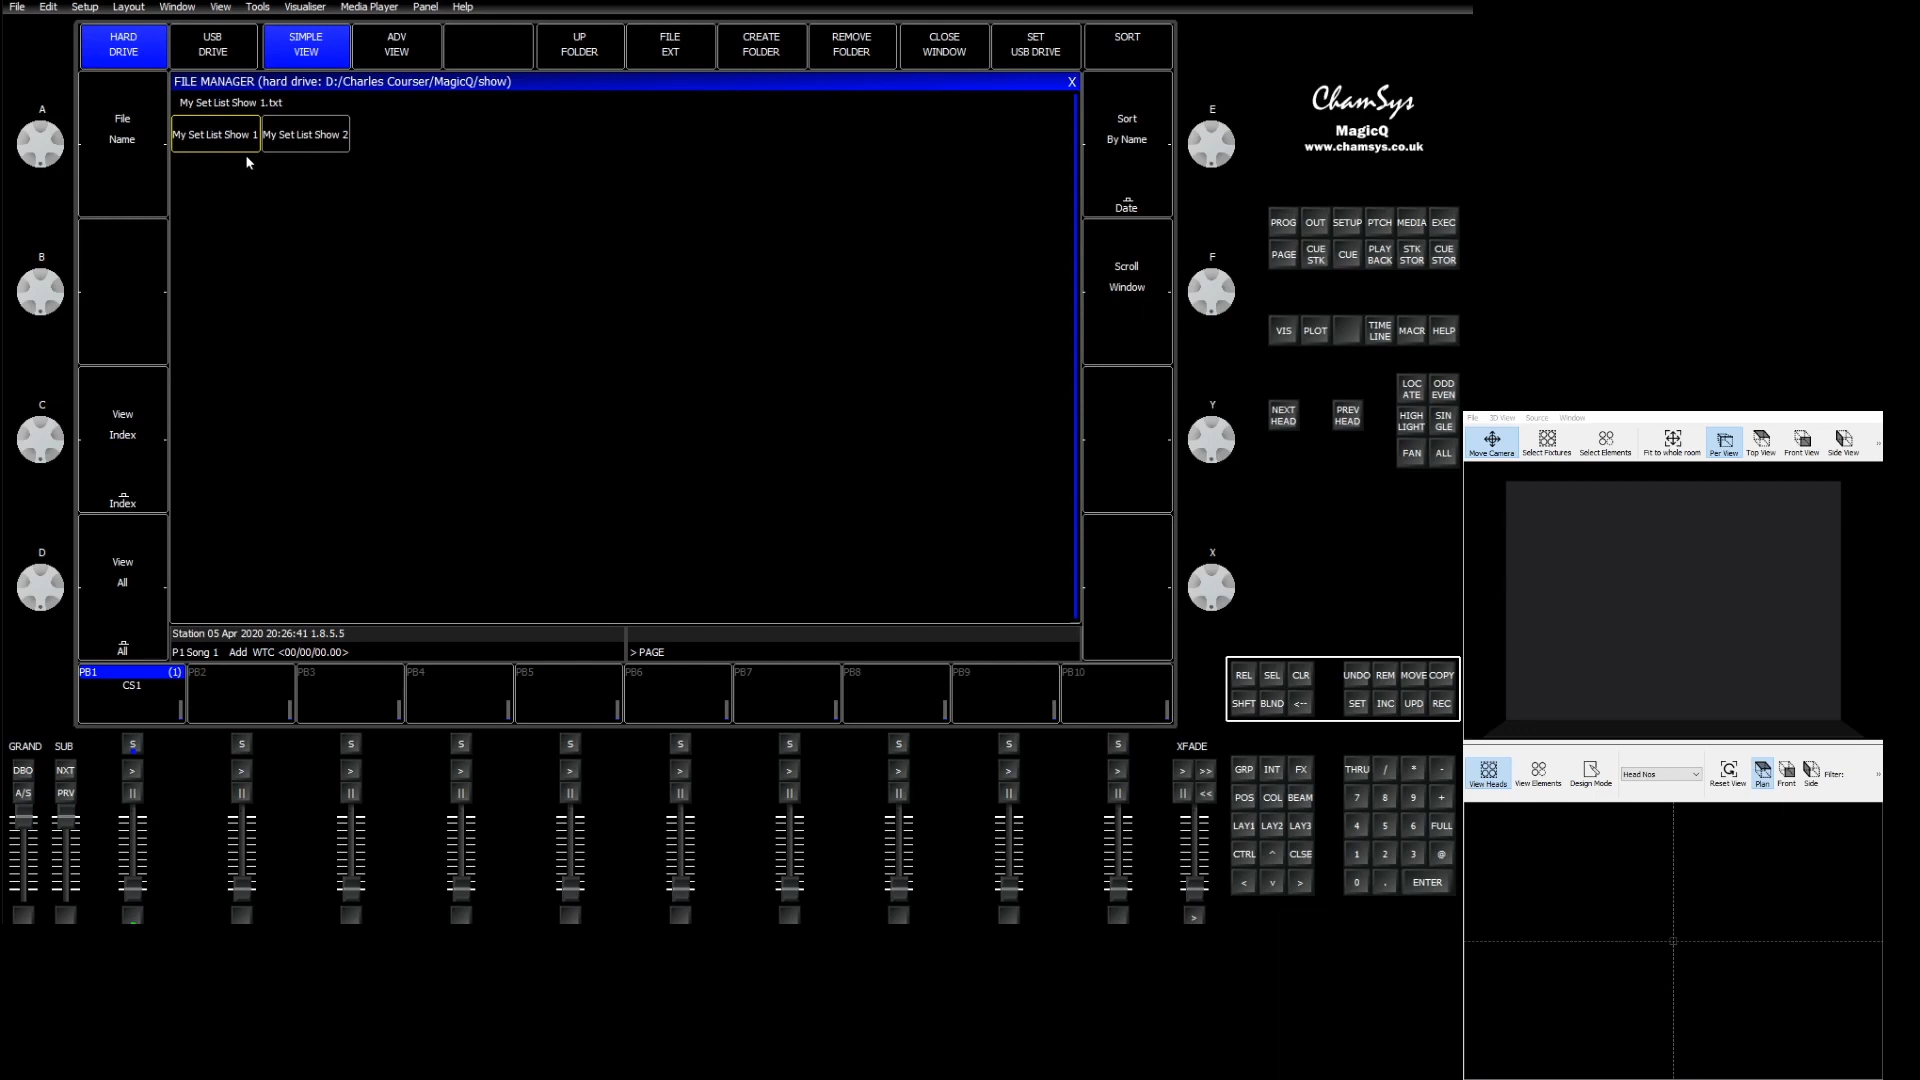 File Edit Setup Layout Window View Tools Visualiser Media Player Panel Help
HARD DRIVE
USB DRIVE
SIMPLE VIEW
ADV VIEW
UP FOLDER
FILE EXT
CREATE FOLDER
REMOVE FOLDER
CLOSE WINDOW
SET USB DRIVE
SORT
FILE MANAGER (hard drive: D:/Charles Courser/MagicQ/show) X
My Set List Show 1.txt
My Set List Show 1 My Set List Show 2
A
File
Name
B
C
View
Index
Index
D
View
All
All
E
Sort
By Name
Date
F
Scroll
Window
Y
X
ChamSys
MagicQ
www.chamsys.co.uk
PROG OUT SETUP PTCH MEDIA EXEC
PAGE CUE STK CUE PLAY BACK STK STOR CUE STOR
VIS PLOT TIME LINE MACR HELP
NEXT HEAD PREV HEAD
LOC ATE ODD EVEN
HIGH LIGHT SIN GLE
FAN ALL
Station 05 Apr 2020 20:26:41 1.8.5.5
P1 Song 1 Add WTC <00/00/00.00> > PAGE
PB1 (1) PB2 PB3 PB4 PB5 PB6 PB7 PB8 PB9 PB10
CS1
REL SEL CLR UNDO REM MOVE COPY
SHFT BLND <-- SET INC UPD REC
GRAND SUB S S S S S S S S S S XFADE
DBO NXT > > > > > > > > > > > >>
A/S PRV || || || || || || || || || || || <<
>
GRP INT FX THRU / * -
POS COL BEAM 7 8 9 +
LAY1 LAY2 LAY3 4 5 6 FULL
CTRL ^ CLSE 1 2 3 @
< v > 0 . ENTER
File 3D View Source Window
Move Camera Select Fixtures Select Elements Fit to whole room Per View Top View Front View Side View »
View Heads View Elements Design Mode Head Nos Reset View Plan Front Side Filter: »